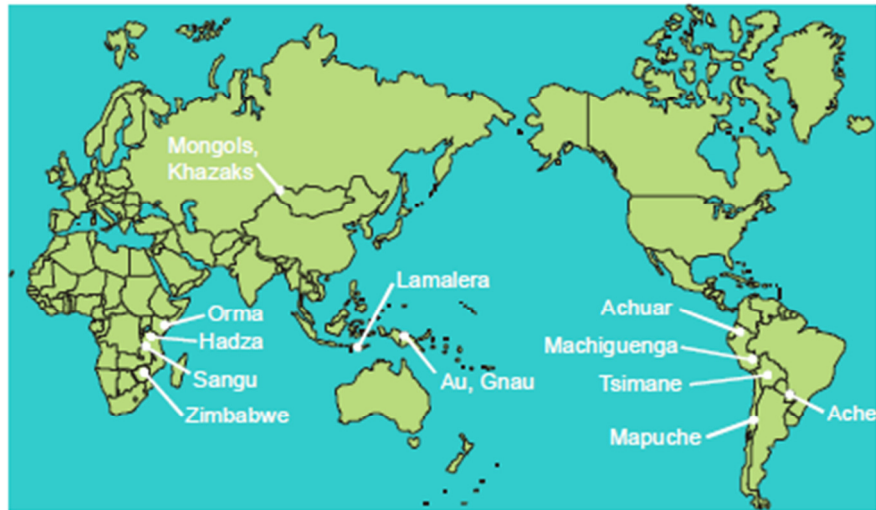 Mongols,
Khazaks
Lamalera
Orma
Hadza
Sangu
Zimbabwe
Au, Gnau
Achuar
Machiguenga
Tsimane
Ache
Mapuche